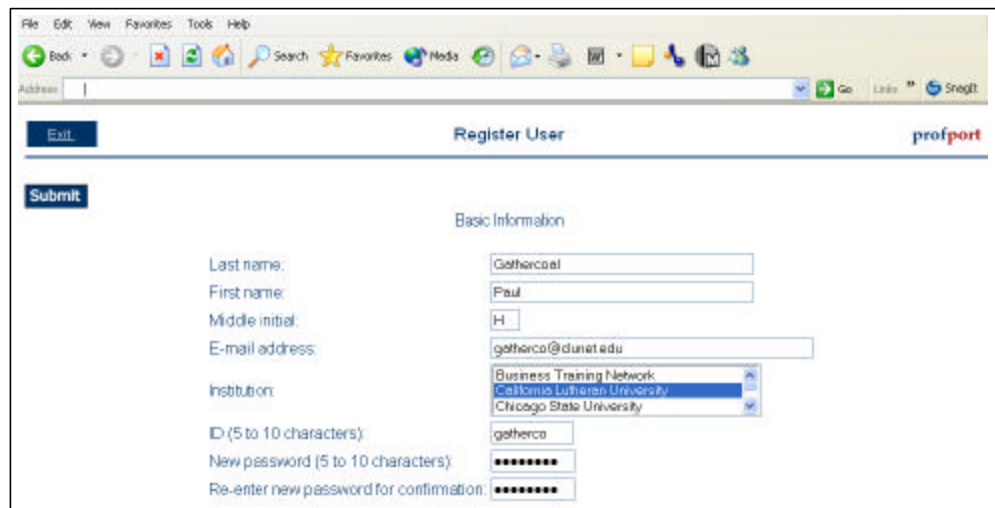 File Edit View Favorites Tools Help
Back Search Favorites Media
Address Go Links » SnagIt
Exit Register User profport
Submit
Basic Information
Last name: Gathercoal
First name: Paul
Middle initial: H
E-mail address: gatherco@clunet.edu
Business Training Network
Institution: California Lutheran University
Chicago State University
ID (5 to 10 characters): gatherco
New password (5 to 10 characters): ••••••••
Re-enter new password for confirmation: ••••••••